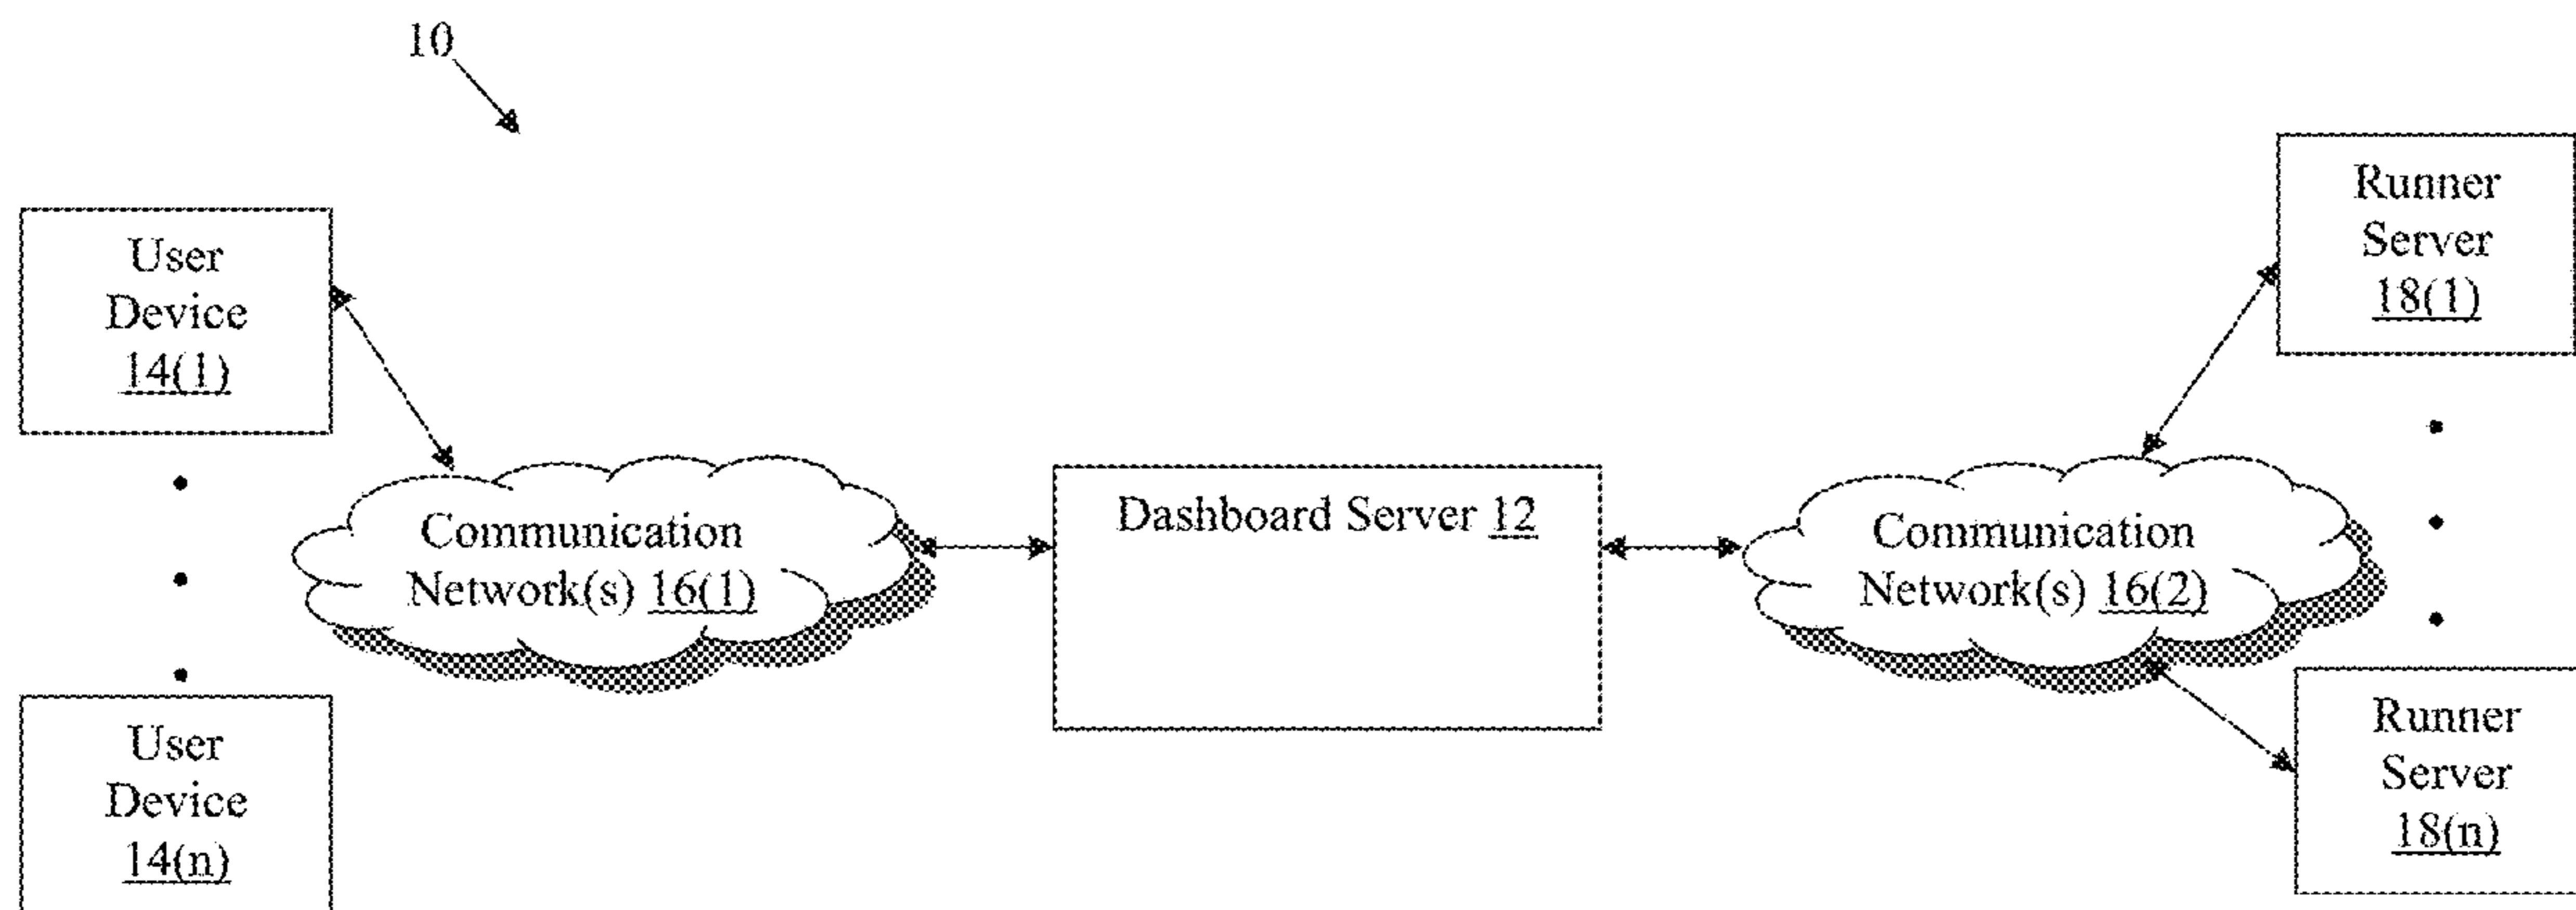 10
User
Device
14(1)
User
Device
14(n)
Communication
Network(s) 16(1)
Dashboard Server 12
Communication
Network(s) 16(2)
Runner
Server
18(1)
Runner
Server
18(n)